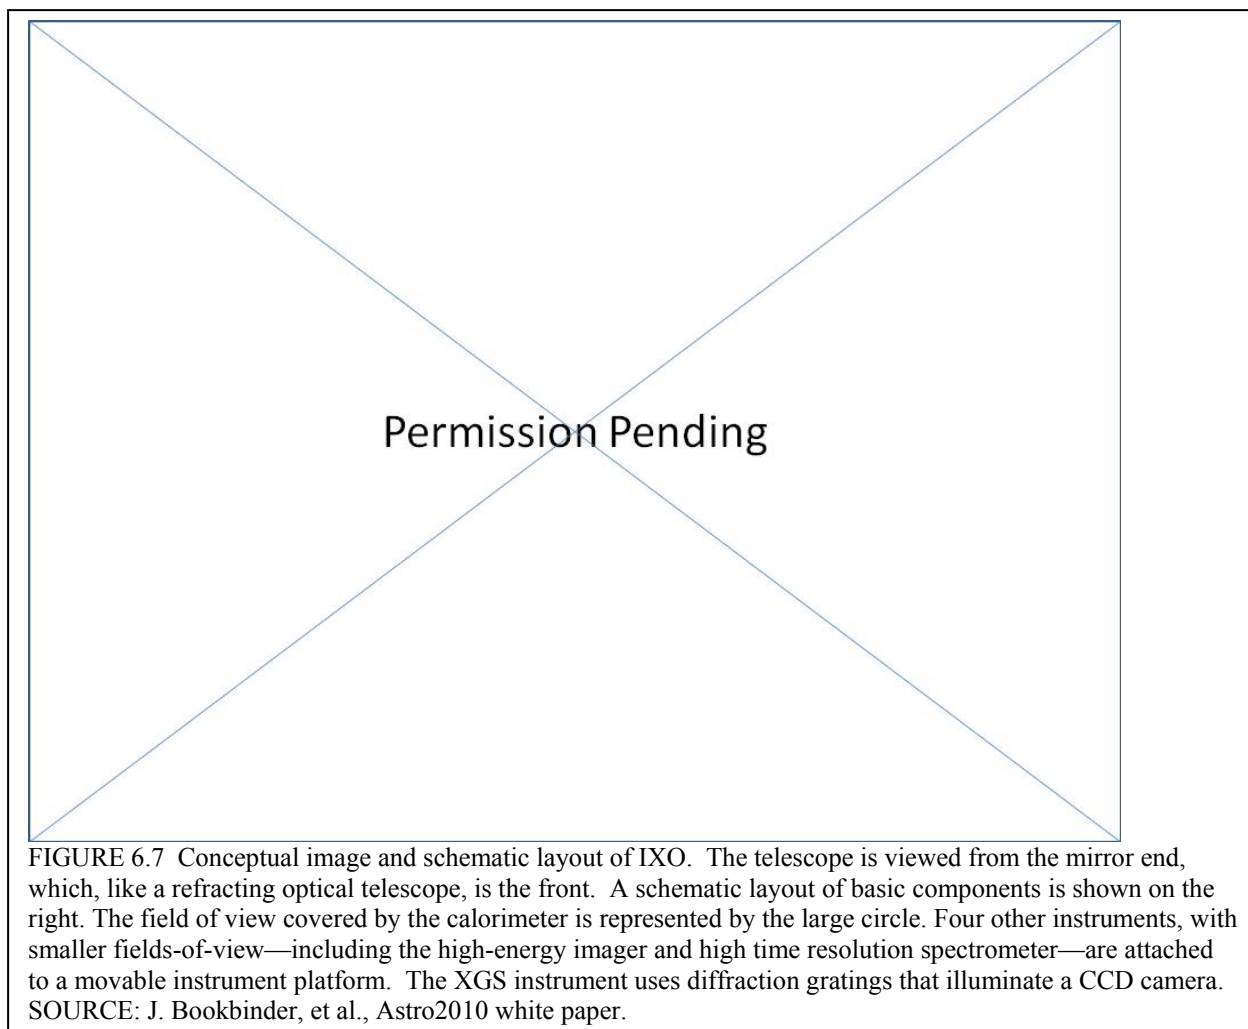 Permission Pending
FIGURE 6.7 Conceptual image and schematic layout of IXO. The telescope is viewed from the mirror end,
which, like a refracting optical telescope, is the front. A schematic layout of basic components is shown on the
right. The field of view covered by the calorimeter is represented by the large circle. Four other instruments, with
smaller fields-of-view—including the high-energy imager and high time resolution spectrometer—are attached
to a movable instrument platform. The XGS instrument uses diffraction gratings that illuminate a CCD camera.
SOURCE: J. Bookbinder, et al., Astro2010 white paper.